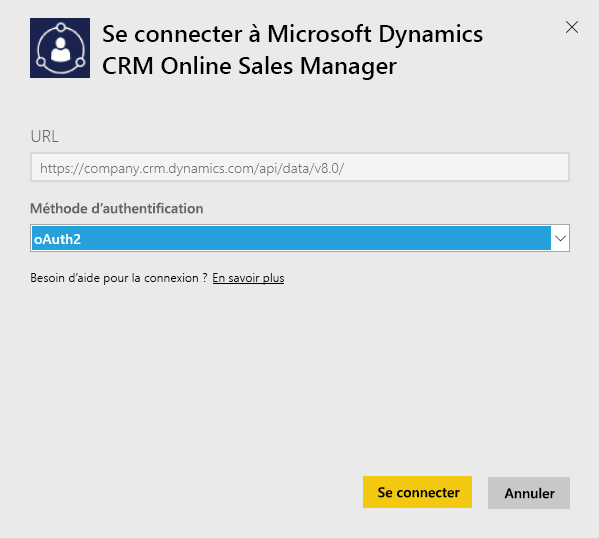 Se connecter à Microsoft Dynamics
CRM Online Sales Manager
URL
https://company.crm.dynamics.com/api/data/v8.0/
Méthode d'authentification
oAuth2
Besoin d'aide pour la connexion ? En savoir plus
Se connecter Annuler